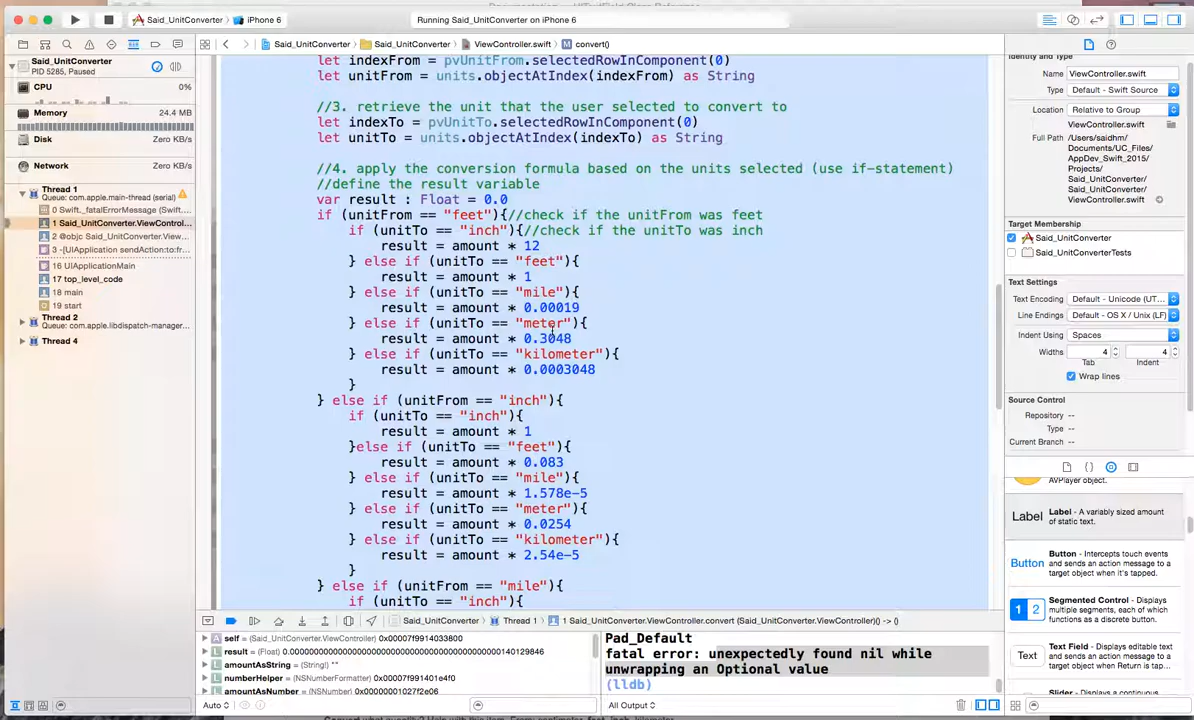 Said_UnitConverter
iPhone 6
Running Said_UnitConverter on iPhone 6
Said_UnitConverter
Said_UnitConverter
ViewController.swift
convert()
Said_UnitConverter
PID 5285, Paused
CPU
0%
Memory
24.4 MB
Disk
Zero KB/s
Network
Zero KB/s
Thread 1
Queue: com.apple.main-thread (serial)
0 Swift._fatalErrorMessage (Swift....
1 Said_UnitConverter.ViewControl...
2 @objc Said_UnitConverter.View...
3 -[UIApplication sendAction:to:fr...
16 UIApplicationMain
17 top_level_code
18 main
19 start
Thread 2
Queue: com.apple.libdispatch-manager...
Thread 4
let indexFrom = pvUnitFrom.selectedRowInComponent(0)
let unitFrom = units.objectAtIndex(indexFrom) as String
//3. retrieve the unit that the user selected to convert to
let indexTo = pvUnitTo.selectedRowInComponent(0)
let unitTo = units.objectAtIndex(indexTo) as String
//4. apply the conversion formula based on the units selected (use if-statement)
//define the result variable
var result : Float = 0.0
if (unitFrom == "feet"){//check if the unitFrom was feet
if (unitTo == "inch"){//check if the unitTo was inch
result = amount * 12
} else if (unitTo == "feet"){
result = amount * 1
} else if (unitTo == "mile"){
result = amount * 0.00019
} else if (unitTo == "meter"){
result = amount * 0.3048
} else if (unitTo == "kilometer"){
result = amount * 0.0003048
}
} else if (unitFrom == "inch"){
if (unitTo == "inch"){
result = amount * 1
}else if (unitTo == "feet"){
result = amount * 0.083
} else if (unitTo == "mile"){
result = amount * 1.578e-5
} else if (unitTo == "meter"){
result = amount * 0.0254
} else if (unitTo == "kilometer"){
result = amount * 2.54e-5
}
} else if (unitFrom == "mile"){
if (unitTo == "inch"){
Said_UnitConverter
Thread 1
1 Said_UnitConverter.ViewController.convert (Said_UnitConverter.ViewController)() -> ()
self = (Said_UnitConverter.ViewController) 0x00007f9914033800
amountAsString = (String!) ""
Auto
Pad_Default
fatal error: unexpectedly found nil while
unwrapping an Optional value
(lldb)
All Output
Identity and Type
Name
ViewController.swift
Type
Default - Swift Source
Location
Relative to Group
ViewController.swift
Full Path
/Users/saidhm/
Documents/UC_Files/
AppDev_Swift_2015/
Projects/
Said_UnitConverter/
Said_UnitConverter/
ViewController.swift
Target Membership
Said_UnitConverter
Said_UnitConverterTests
Text Settings
Text Encoding
Default - Unicode (UT...
Line Endings
Default - OS X / Unix (LF)
Indent Using
Spaces
Widths
4
4
Tab
Indent
Wrap lines
Source Control
Repository --
Type --
Current Branch --
AVPlayer object.
Label
Label - A variably sized amount
of static text.
Button
Button - Intercepts touch events
and sends an action message to a
target object when it's tapped.
1 2
Segmented Control - Displays
multiple segments, each of which
functions as a discrete button.
Text
Text Field - Displays editable text
and sends an action message to a
target object when Return is tap...
Slider - Displays a continuous